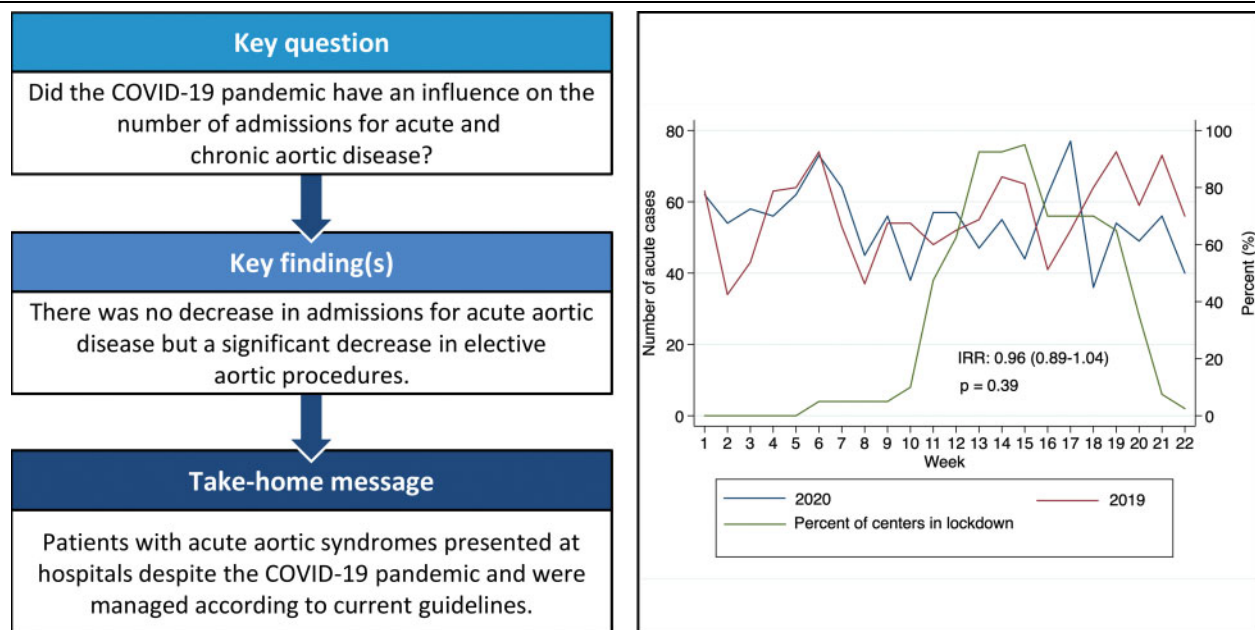 Key question
Did the COVID-19 pandemic have an influence on the
number of admissions for acute and
chronic aortic disease?
Key finding(s)
There was no decrease in admissions for acute aortic
disease but a significant decrease in elective
aortic procedures.
Take-home message
Patients with acute aortic syndromes presented at
hospitals despite the COVID-19 pandemic and were
managed according to current guidelines.
Number of acute cases
80
60
40
20
0
100
80
60
40
20
0
Percent (%)
IRR: 0.96 (0.89-1.04)
p = 0.39
1 2 3 4 5 6 7 8 9 10 11 12 13 14 15 16 17 18 19 20 21 22
Week
2020 2019
Percent of centers in lockdown